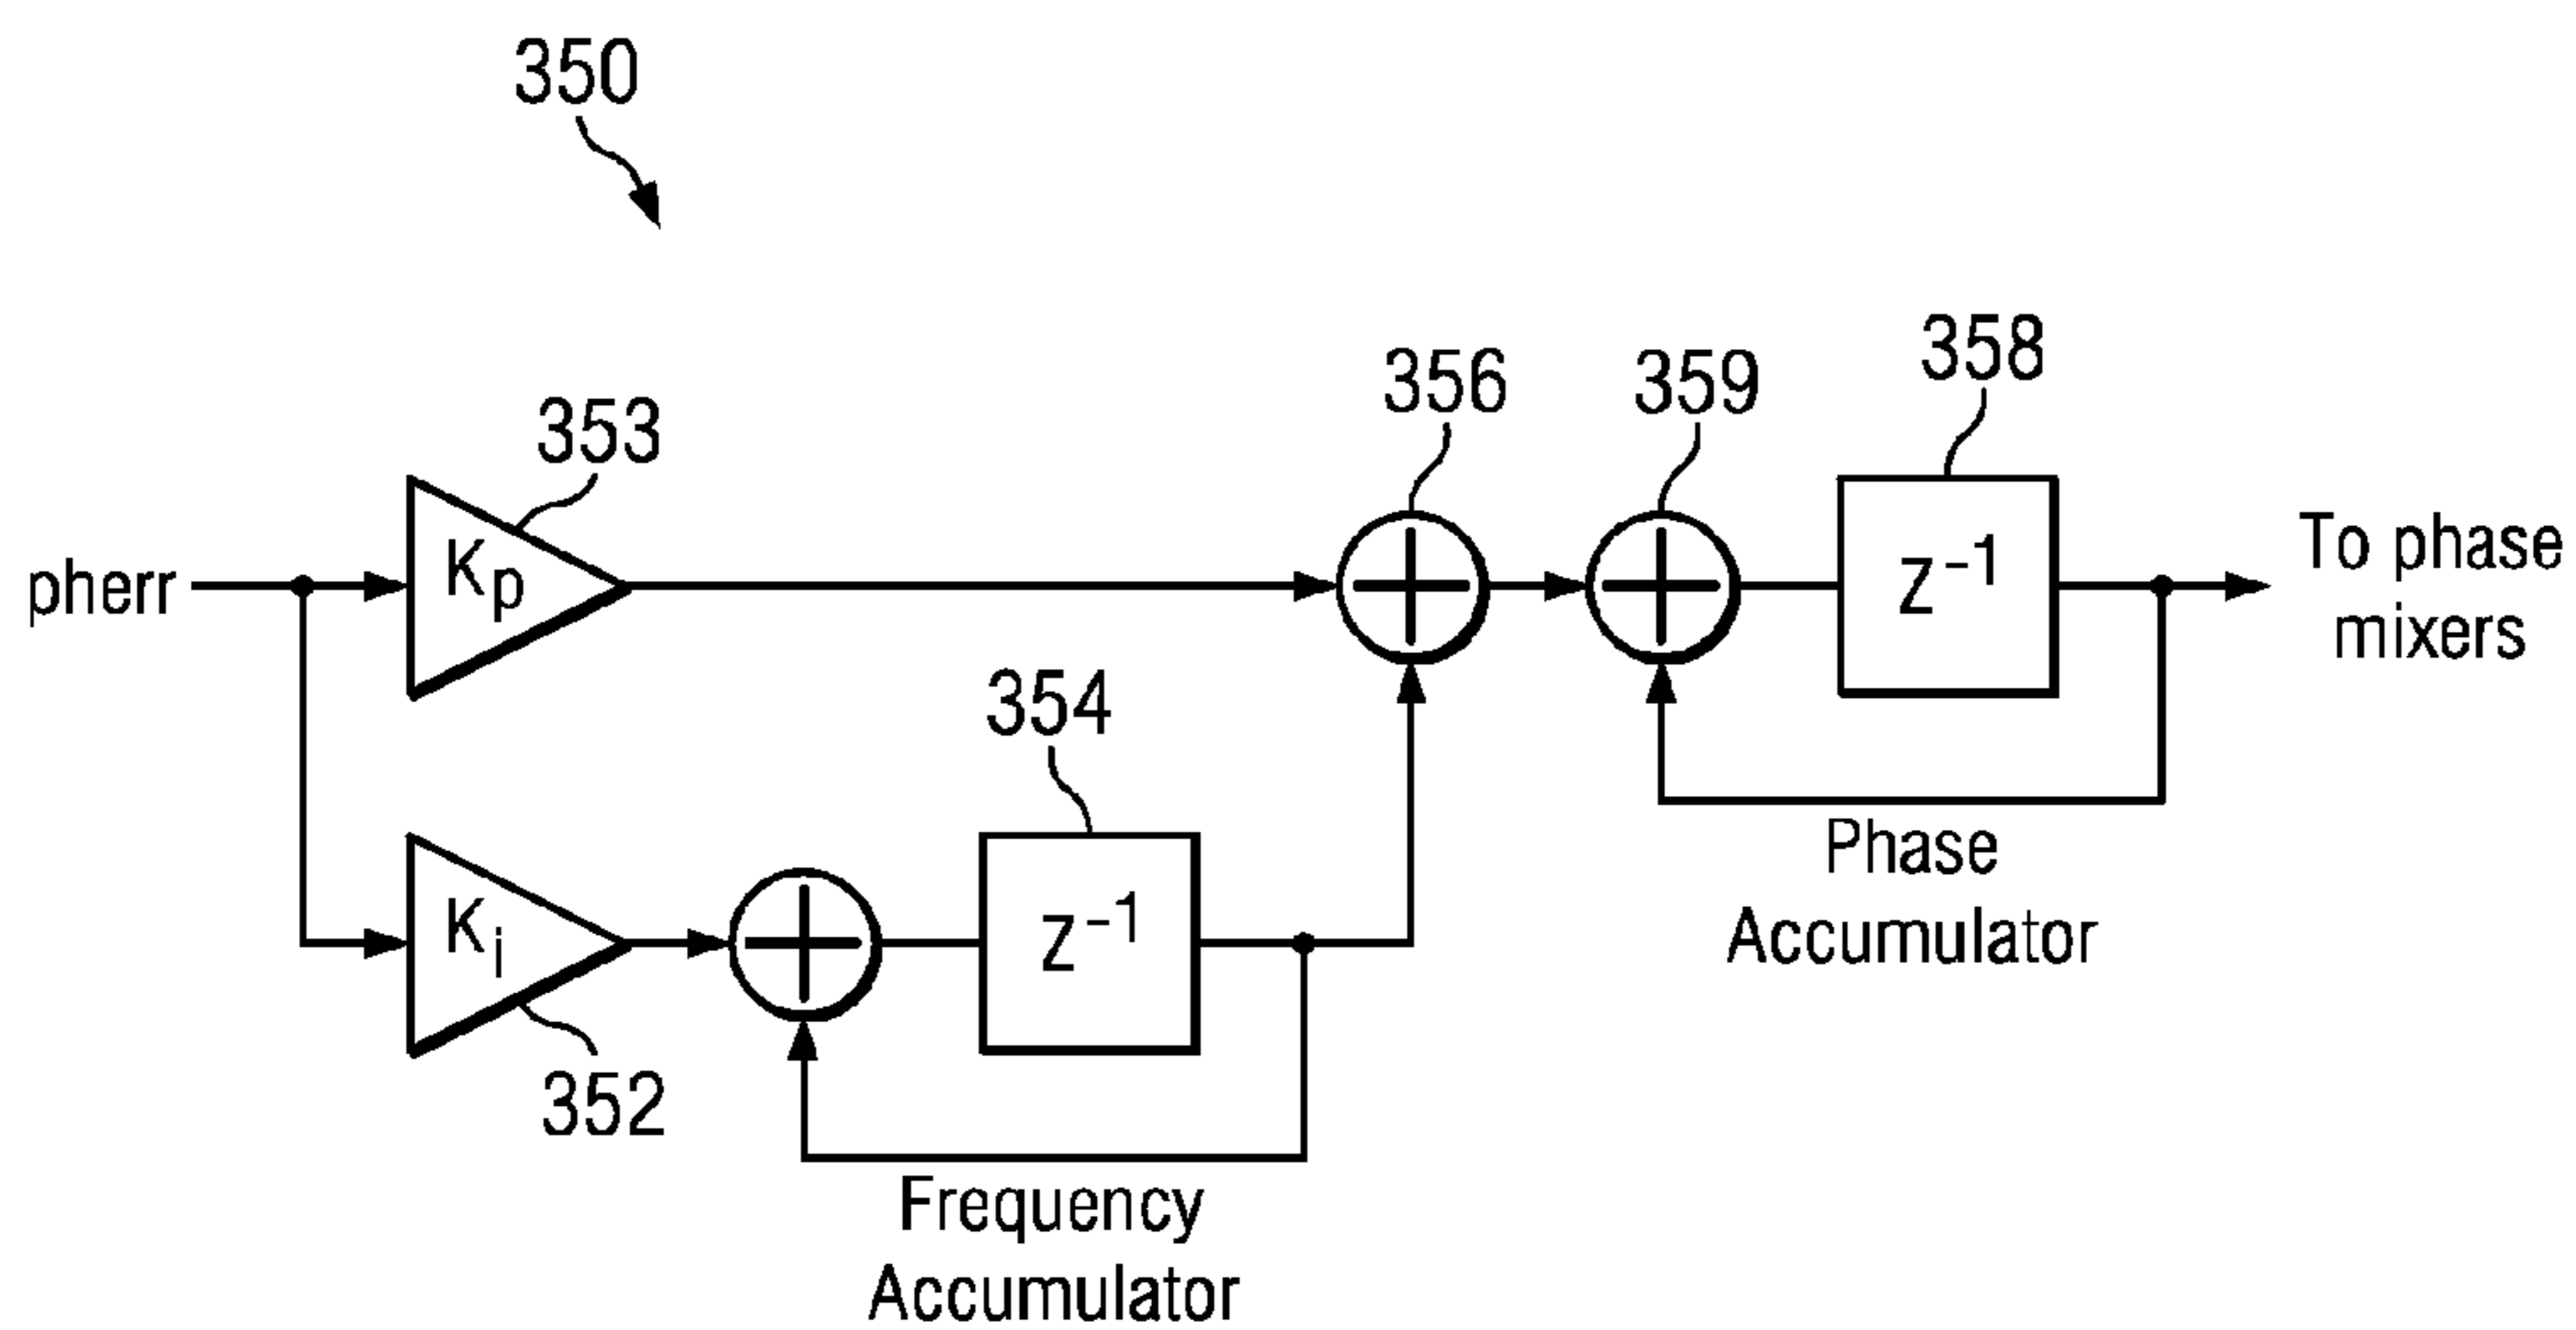 350
353
356
359
358
pherr
Kp
z-1
To phase
mixers
354
Phase
Accumulator
Ki
z-1
352
Frequency
Accumulator